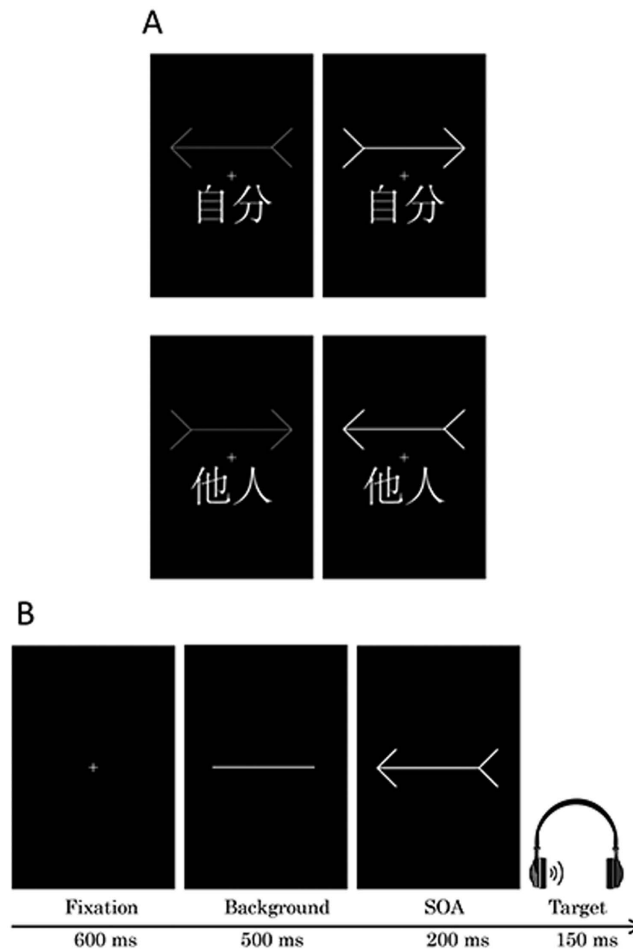 A
自分
自分
他人
他人
B
Fixation Background SOA Target
600 ms 500 ms 200 ms 150 ms